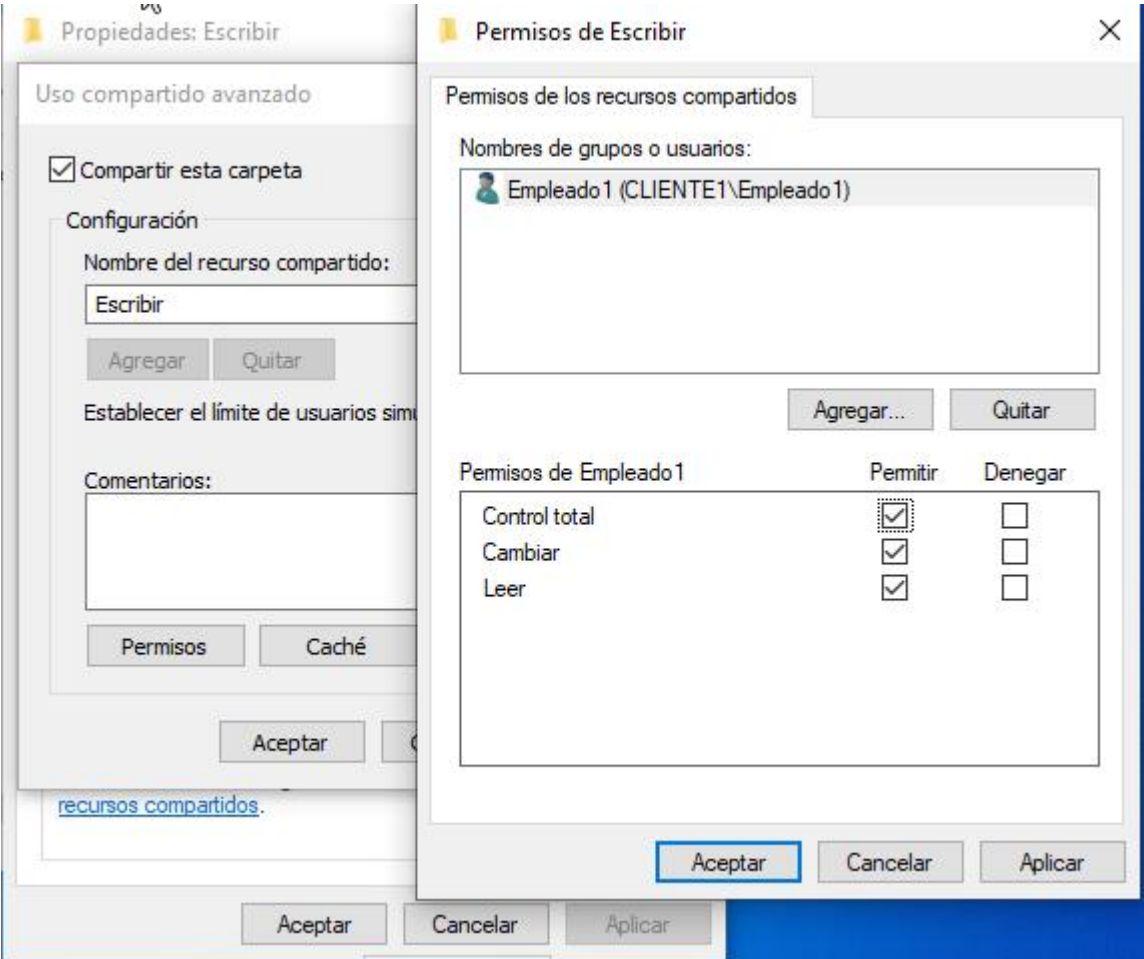 Propiedades: Escribir
Uso compartido avanzado
Compartir esta carpeta
Configuración
Nombre del recurso compartido:
Escribir
Agregar Quitar
Establecer el límite de usuarios
Comentarios:
Permisos Caché
Aceptar
recursos compartidos.
Aceptar Cancelar Aplicar
Permisos de Escribir
Permisos de los recursos compartidos
Nombres de grupos o usuarios:
Empleado1 (CLIENTE1\Empleado1)
Agregar... Quitar
Permisos de Empleado1 Permitir Denegar
Control total
Cambiar
Leer
Aceptar Cancelar Aplicar